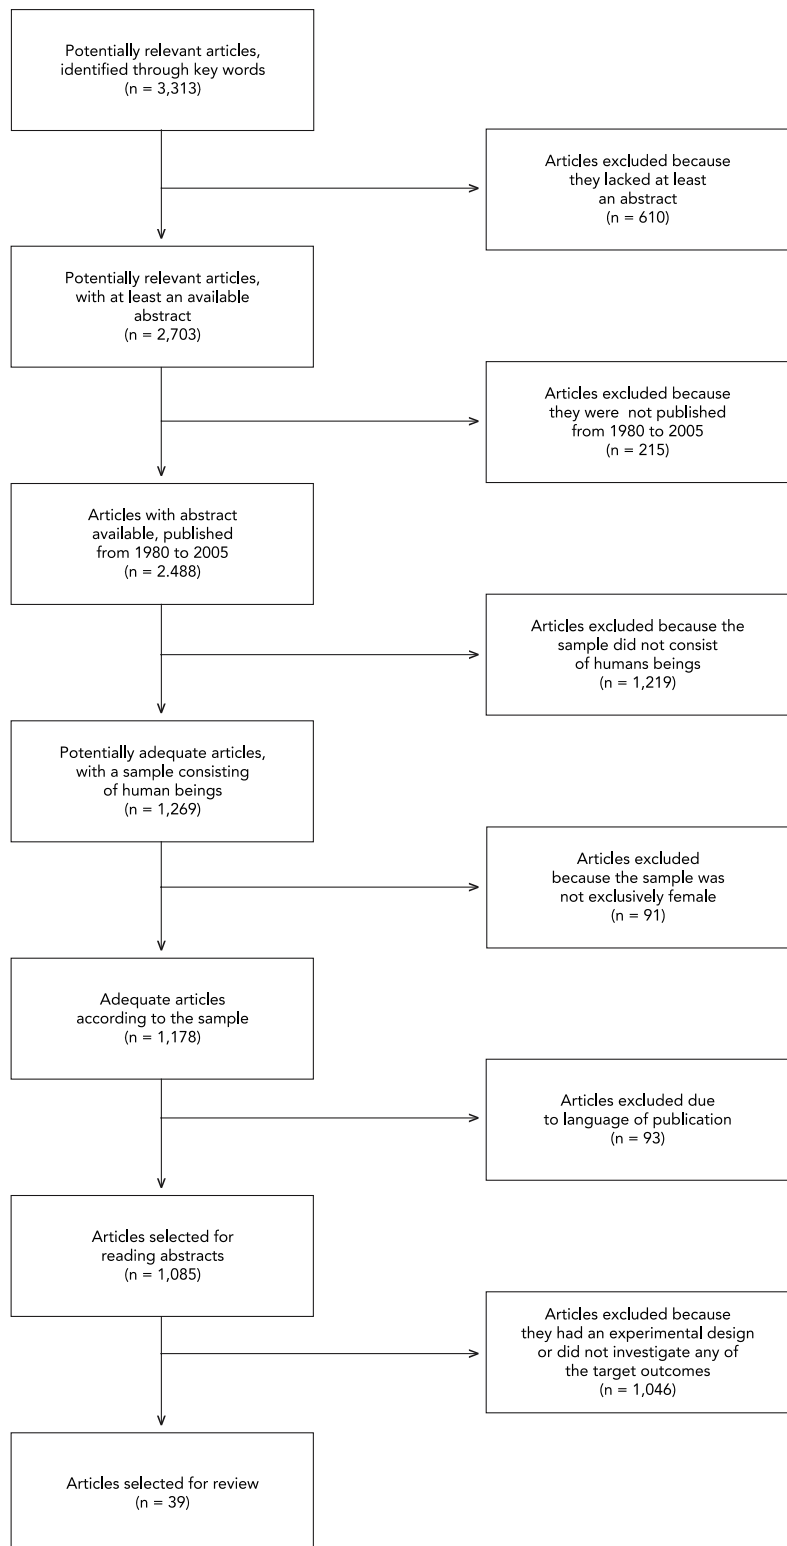 Potentially relevant articles,
identified through key words
(n = 3,313)
Articles excluded because
they lacked at least
an abstract
(n = 610)
Potentially relevant articles,
with at least an available
abstract
(n = 2,703)
Articles excluded because
they were  not published
from 1980 to 2005
(n = 215)
Articles with abstract
available, published
from 1980 to 2005
(n = 2.488)
Articles excluded because the
sample did not consist
of humans beings
(n = 1,219)
Potentially adequate articles,
with a sample consisting
of human beings
(n = 1,269)
Articles excluded
because the sample was
not exclusively female
(n = 91)
Adequate articles
according to the sample
(n = 1,178)
Articles excluded due
to language of publication
(n = 93)
Articles selected for
reading abstracts
(n = 1,085)
Articles excluded because
they had an experimental design
or did not investigate any of
the target outcomes
(n = 1,046)
Articles selected for review
(n = 39)